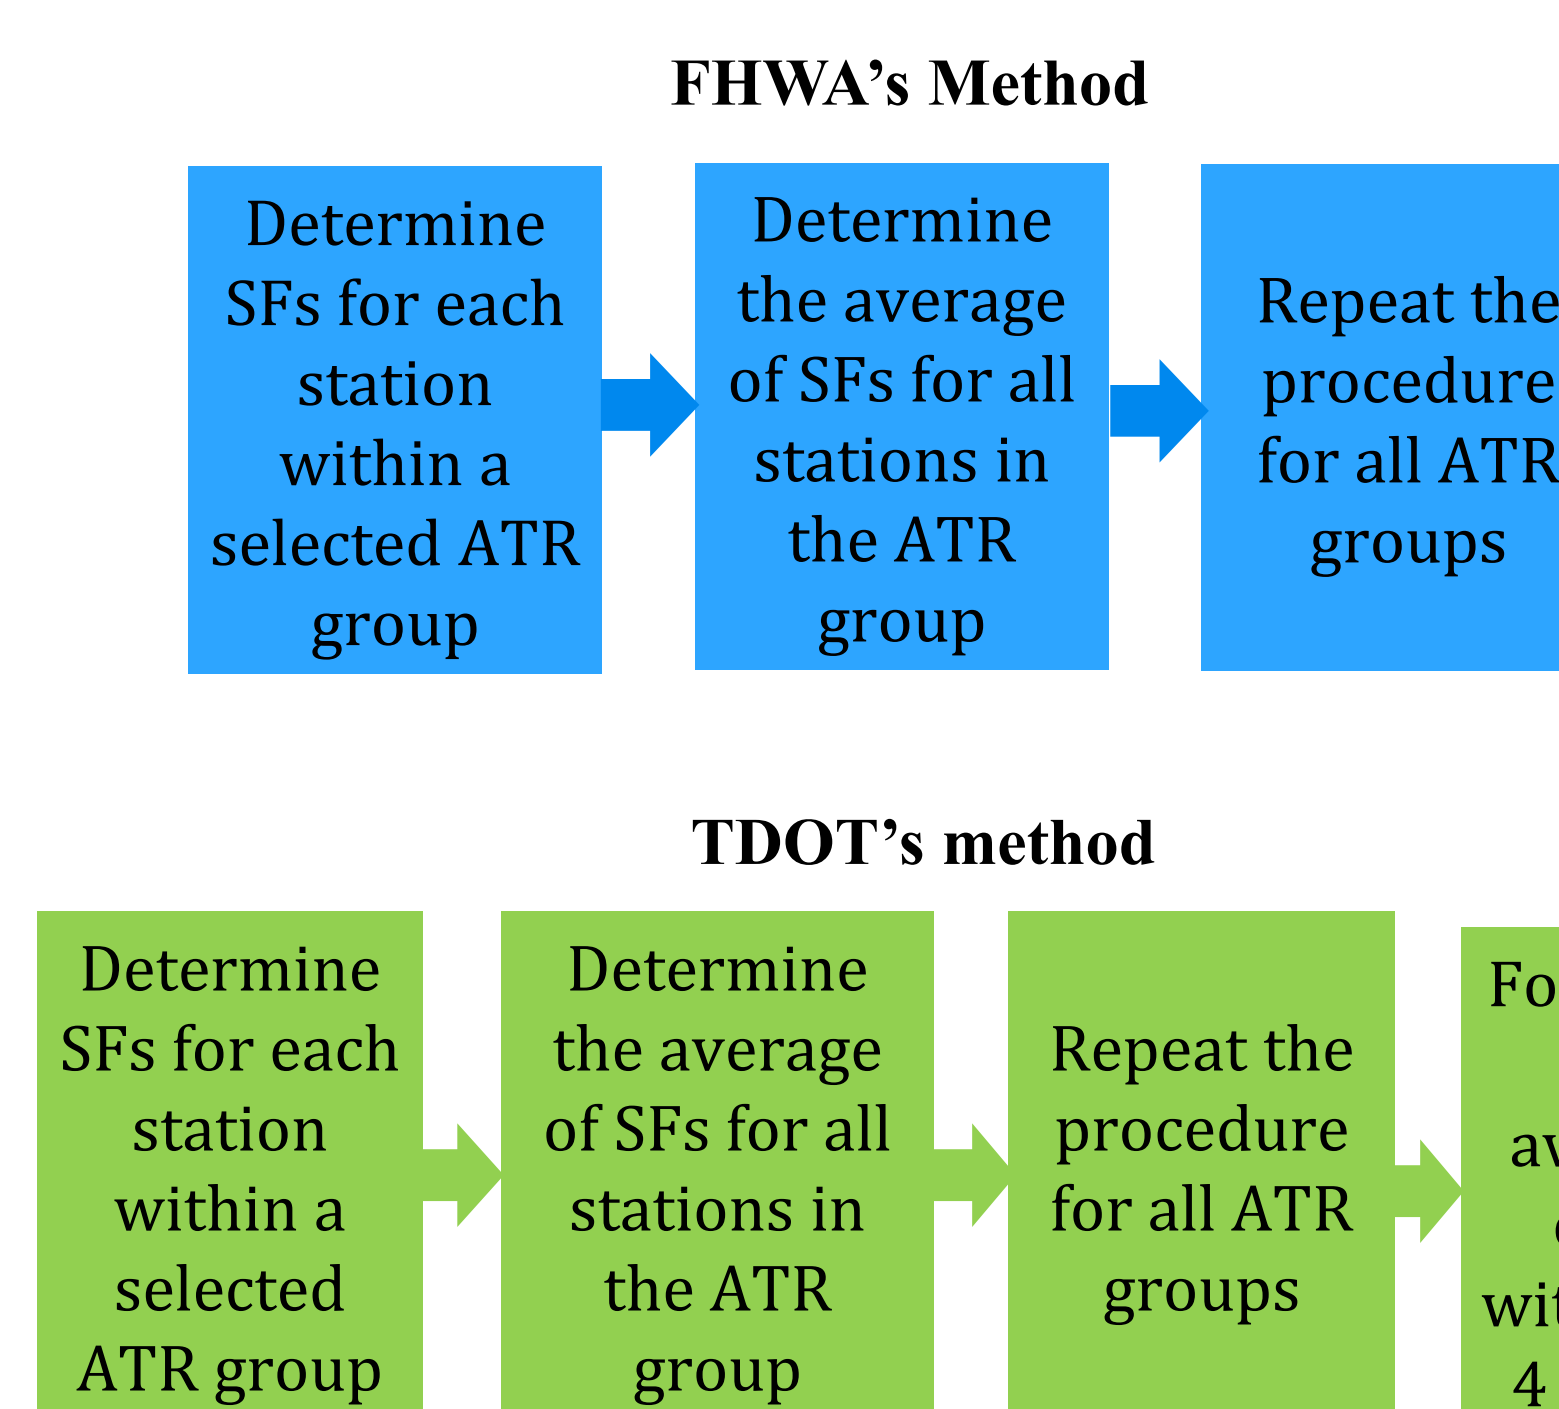 FHWA’s Method
Determine
SFs for each
station
within a
selected ATR
group
Determine
the average
of SFs for all
stations in
the ATR
group
Repeat the
procedure
for all ATR
groups
TDOT’s method
Determine
SFs for each
station
within a
selected
ATR group
Determine
the average
of SFs for all
stations in
the ATR
group
Repeat the
procedure
for all ATR
groups
4